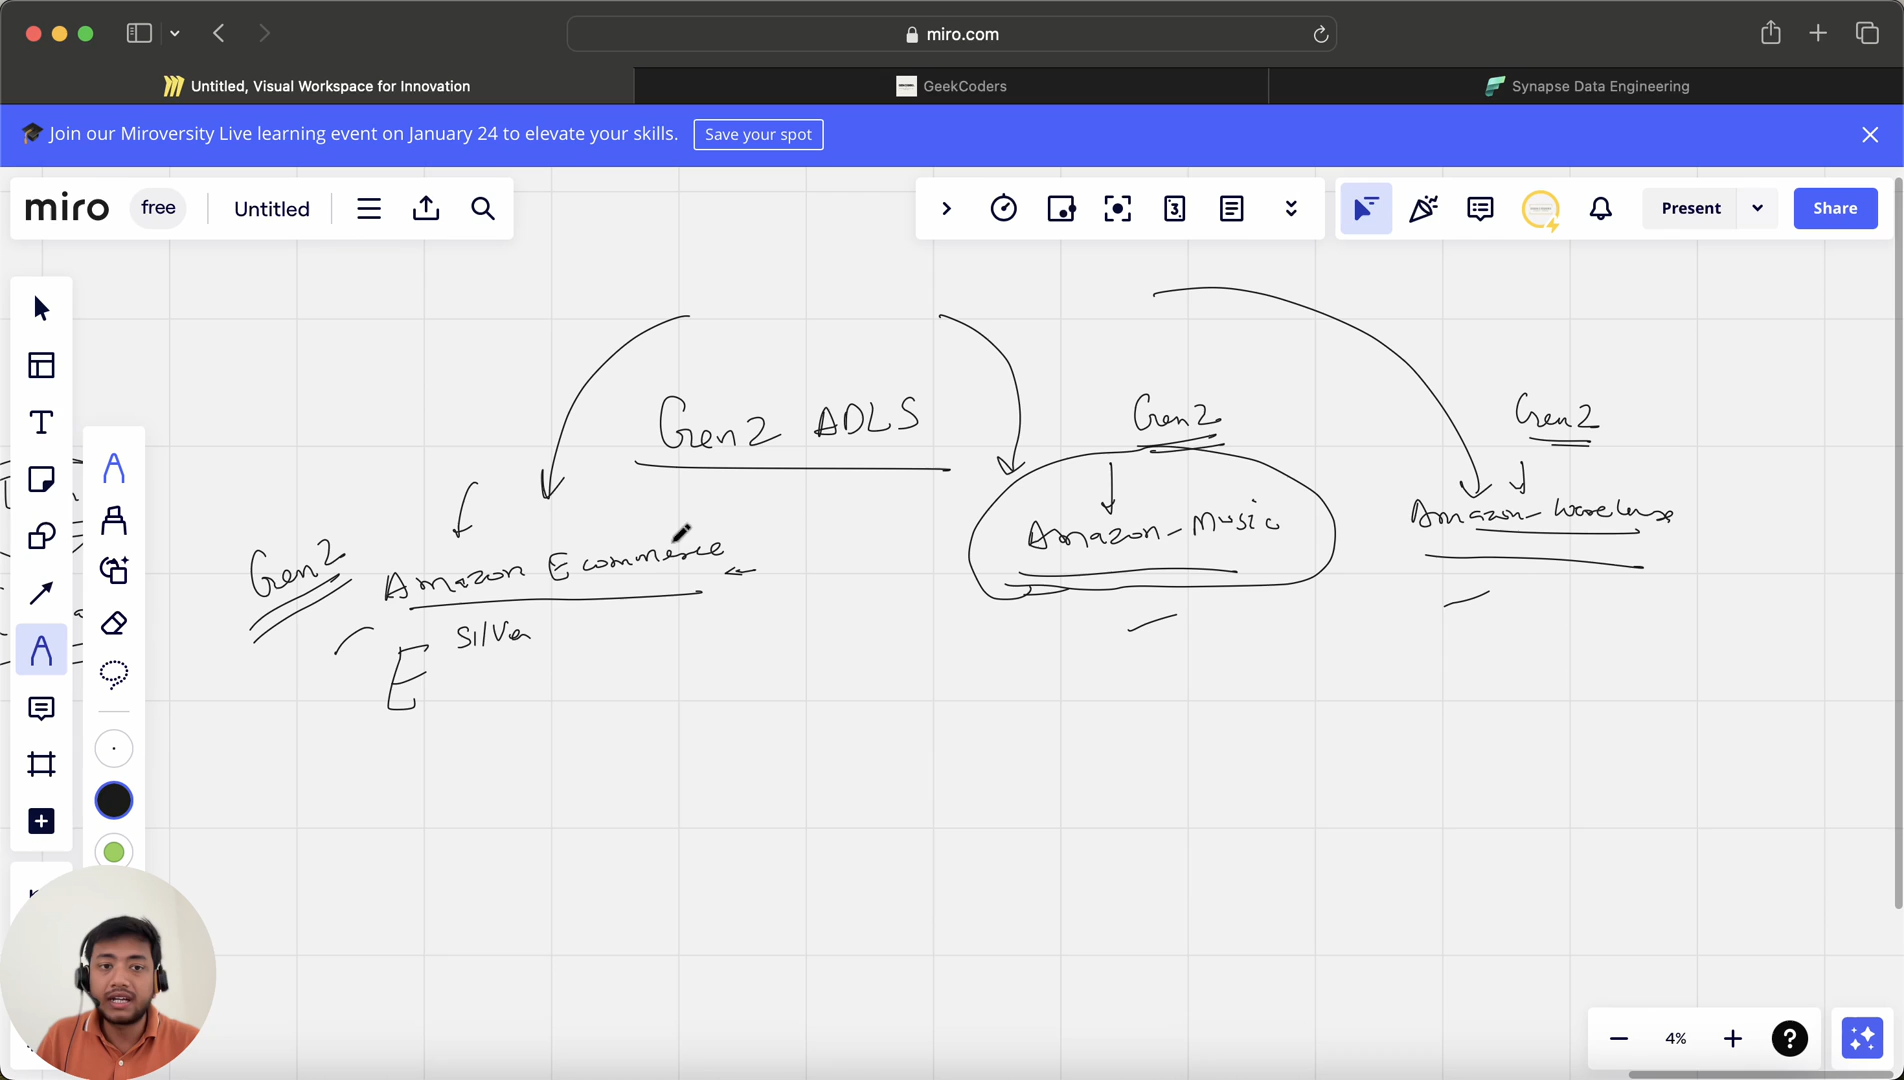 miro.com
Untitled, Visual Workspace for Innovation
GeekCoders
Synapse Data Engineering
Join our Miroversity Live learning event on January 24 to elevate your skills.
Save your spot
miro
free
Untitled
3
Present
Share
Gen2 ADLS
Gen2
Gen2
Amazon-Music
Amazon-
Gen2
Amazon Ecommerce
Silver
E
4%
?